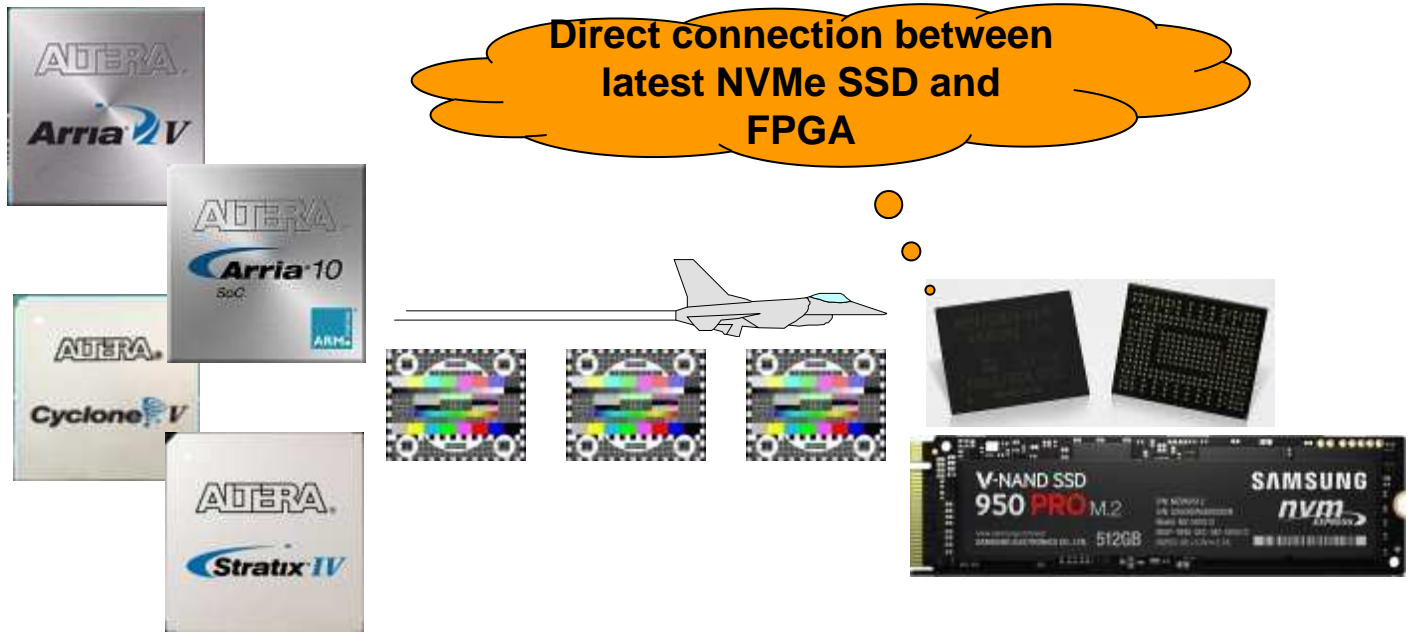 Direct connection between
latest NVMe SSD and
FPGA
ALTERA
Arria V
ALTERA
Arria 10
SoC
ARM
ALTERA
Cyclone V
ALTERA
Stratix IV
V-NAND SSD
950 PRO M.2
512GB
SAMSUNG
nvm
EXPRESS